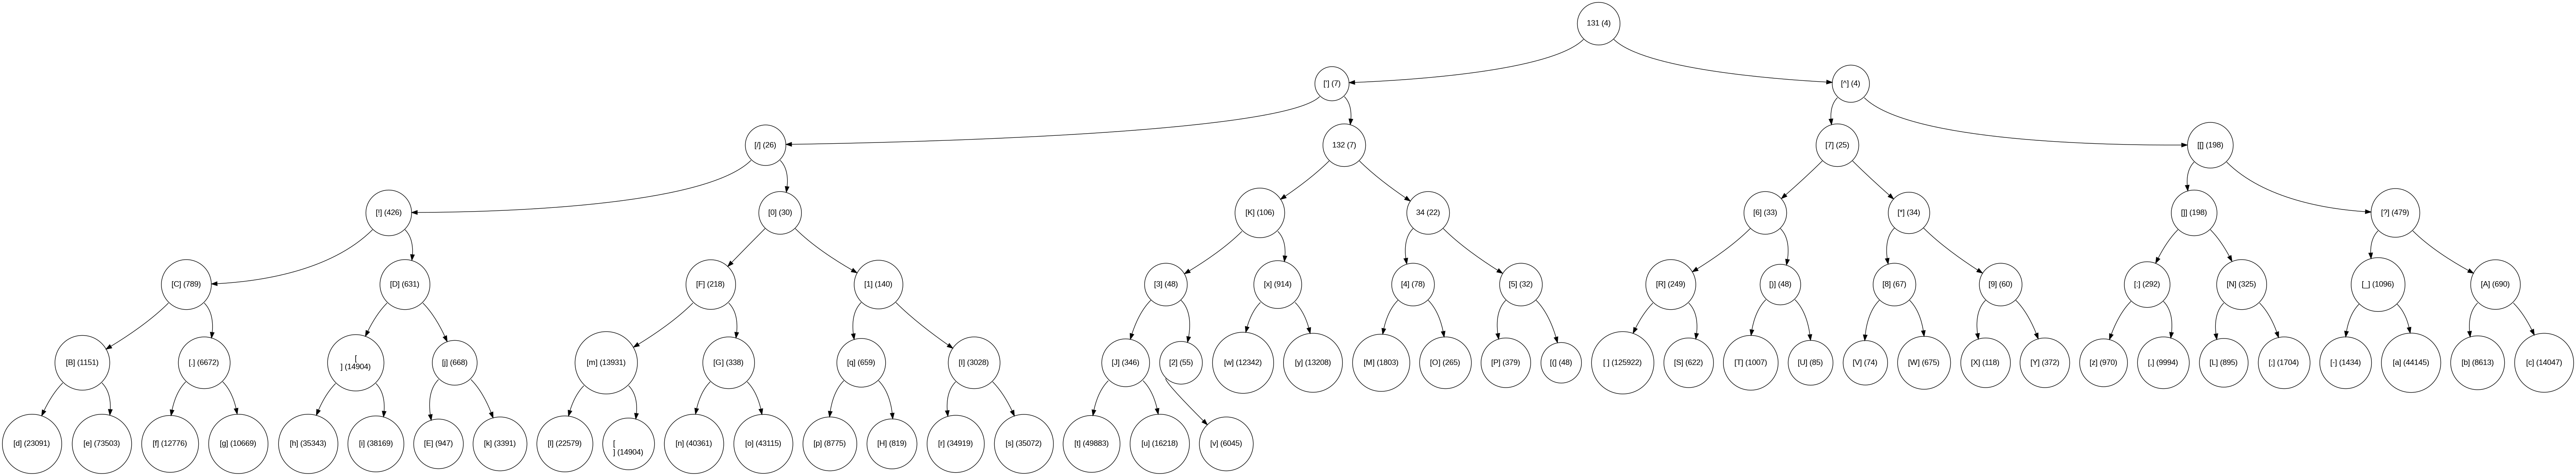 131 (4)
['] (7)
[^] (4)
[/] (26)
132 (7)
[7] (25)
[[] (198)
[!] (426)
[0] (30)
[K] (106)
34 (22)
[6] (33)
[*] (34)
[]] (198)
[?] (479)
[C] (789)
[D] (631)
[F] (218)
[1] (140)
[3] (48)
[x] (914)
[4] (78)
[5] (32)
[R] (249)
[)] (48)
[8] (67)
[9] (60)
[:] (292)
[N] (325)
[_] (1096)
[A] (690)
[B] (1151)
[.] (6672)
[
] (14904)
[j] (668)
[m] (13931)
[G] (338)
[q] (659)
[I] (3028)
[J] (346)
[2] (55)
[w] (12342)
[y] (13208)
[M] (1803)
[O] (265)
[P] (379)
[(] (48)
[ ] (125922)
[S] (622)
[T] (1007)
[U] (85)
[V] (74)
[W] (675)
[X] (118)
[Y] (372)
[z] (970)
[,] (9994)
[L] (895)
[;] (1704)
[-] (1434)
[a] (44145)
[b] (8613)
[c] (14047)
[d] (23091)
[e] (73503)
[f] (12776)
[g] (10669)
[h] (35343)
[i] (38169)
[E] (947)
[k] (3391)
[l] (22579)
[
] (14904)
[n] (40361)
[o] (43115)
[p] (8775)
[H] (819)
[r] (34919)
[s] (35072)
[t] (49883)
[u] (16218)
[v] (6045)